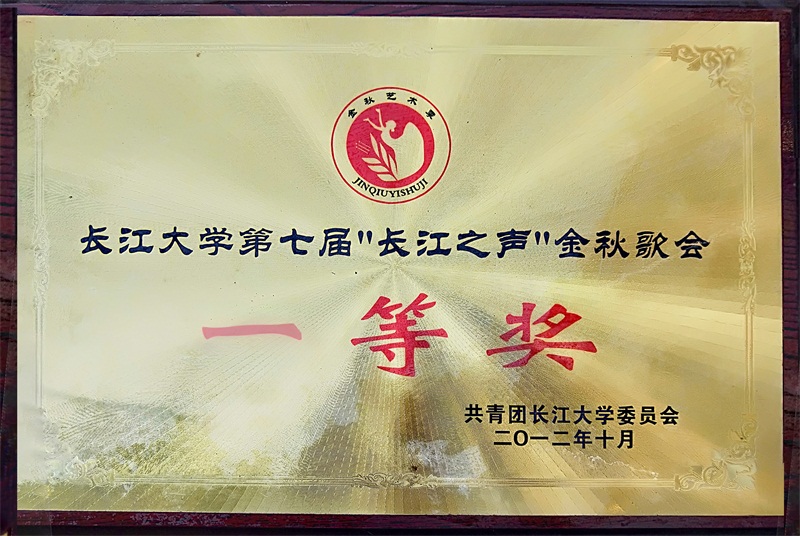 金秋艺术季
JINQIUYISHUJI
长江大学第七届"长江之声"金秋歌会
一等奖
共青团长江大学委员会
二〇一二年十月